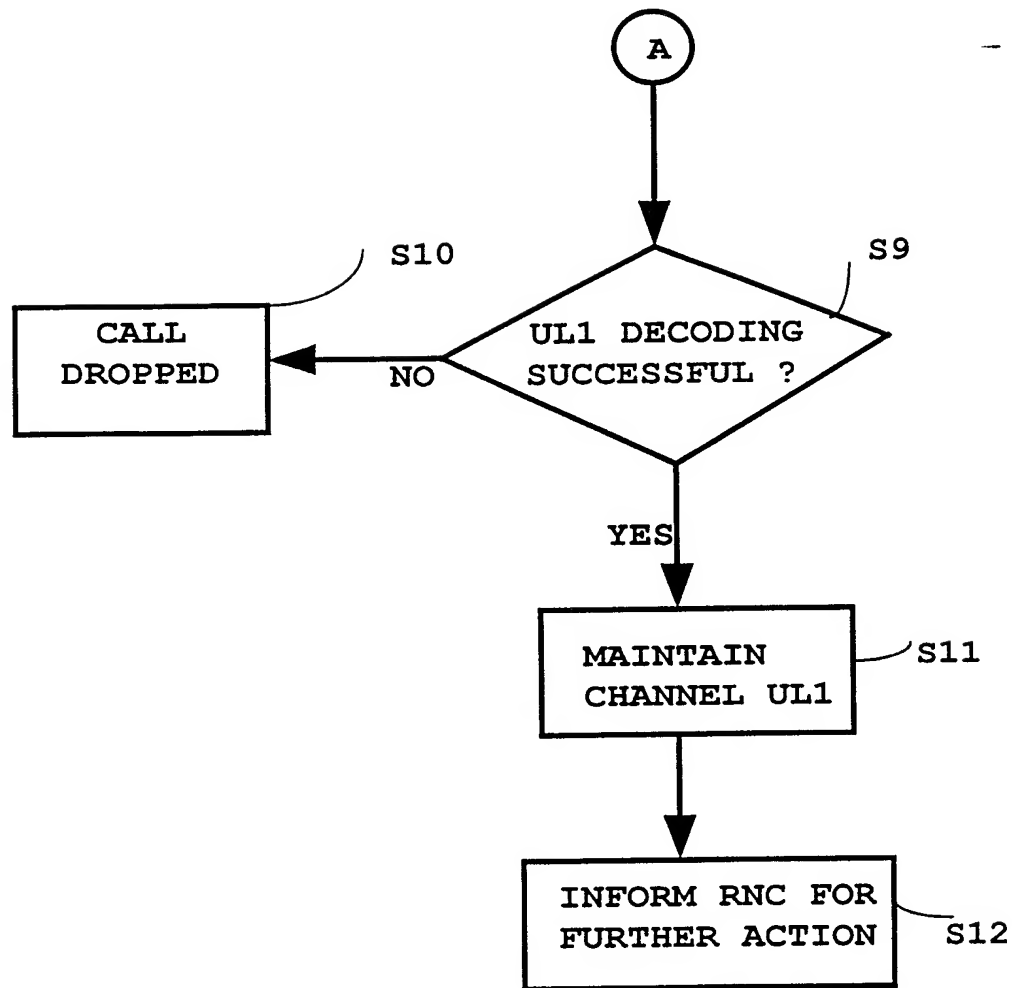 A
S10
S9
CALL
DROPPED
UL1 DECODING
SUCCESSFUL ?
NO
YES
MAINTAIN
CHANNEL UL1
S11
INFORM RNC FOR
FURTHER ACTION
S12